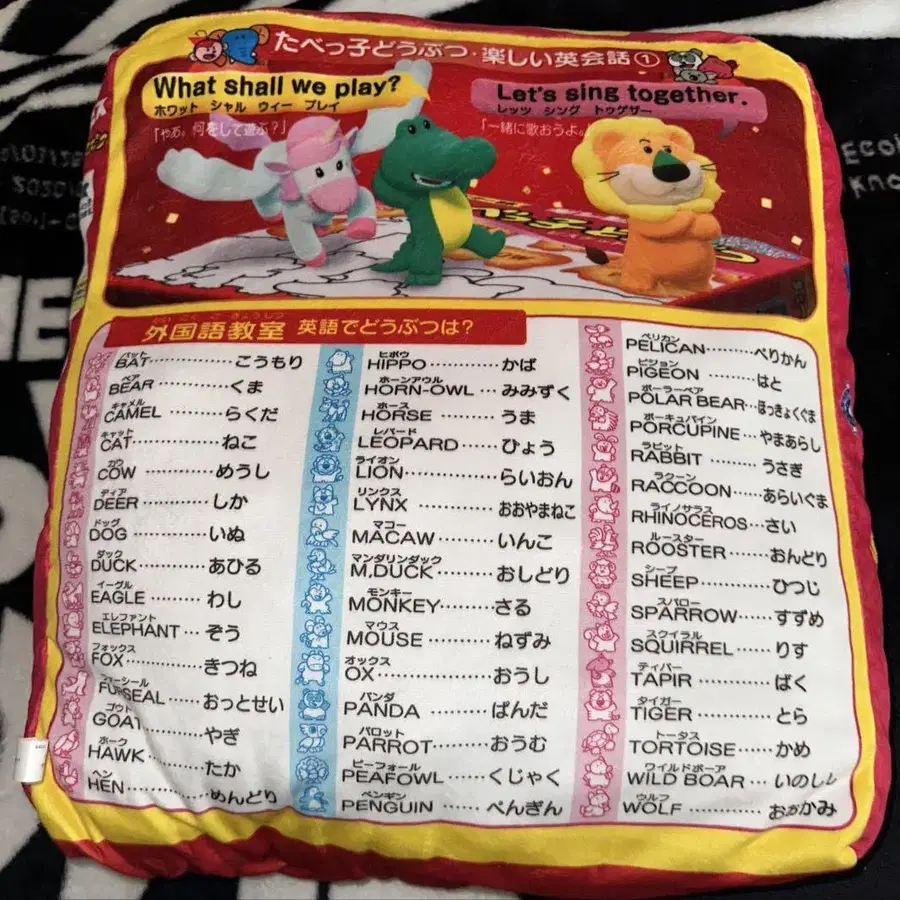 たべっ子どうぶつ・楽しい英会話①
What shall we play?
ホワット シャル ウィー プレイ
「やあ。何をして遊ぶ?」
Let's sing together.
レッツ シング トゥゲザー
「一緒に歌おうよ。
外国語教室 英語でどうぶつは?
バット
BAT………こうもり
ベア
BEAR………くま
キャメル
CAMEL………らくだ
キャット
CAT………ねこ
カウ
COW………めうし
ディア
DEER………しか
ドッグ
DOG………いぬ
ダック
DUCK………あひる
イーグル
EAGLE………わし
エレファント
ELEPHANT…ぞう
フォックス
FOX………きつね
ファーシール
FURSEAL……おっとせい
ゴウト
GOAT………やぎ
ホーク
HAWK………たか
ヘン
HEN………めんどり
ヒポウ
HIPPO………かば
ホーンアウル
HORN-OWL…みみずく
ホース
HORSE………うま
レパード
LEOPARD……ひょう
ライオン
LION………らいおん
リンクス
LYNX………おおやまねこ
マコー
MACAW………いんこ
マンダリンダック
M.DUCK………おしどり
モンキー
MONKEY………さる
マウス
MOUSE………ねずみ
オックス
OX………おうし
パンダ
PANDA………ぱんだ
パロット
PARROT………おうむ
ピーフォール
PEAFOWL……くじゃく
ペンギン
PENGUIN……ぺんぎん
ペリカン
PELICAN………ぺりかん
ピジョン
PIGEON………はと
ポーラーベア
POLAR BEAR…ほっきょくぐま
ポーキュパイン
PORCUPINE…やまあらし
ラビット
RABBIT………うさぎ
ラクーン
RACCOON……あらいぐま
ライノサラス
RHINOCEROS…さい
ルースター
ROOSTER……おんどり
シープ
SHEEP………ひつじ
スパロー
SPARROW……すずめ
スクイラル
SQUIRREL……りす
ティパー
TAPIR………ばく
タイガー
TIGER………とら
トータス
TORTOISE……かめ
ワイルドボーア
WILD BOAR…いのしし
ウルフ
WOLF………おおかみ